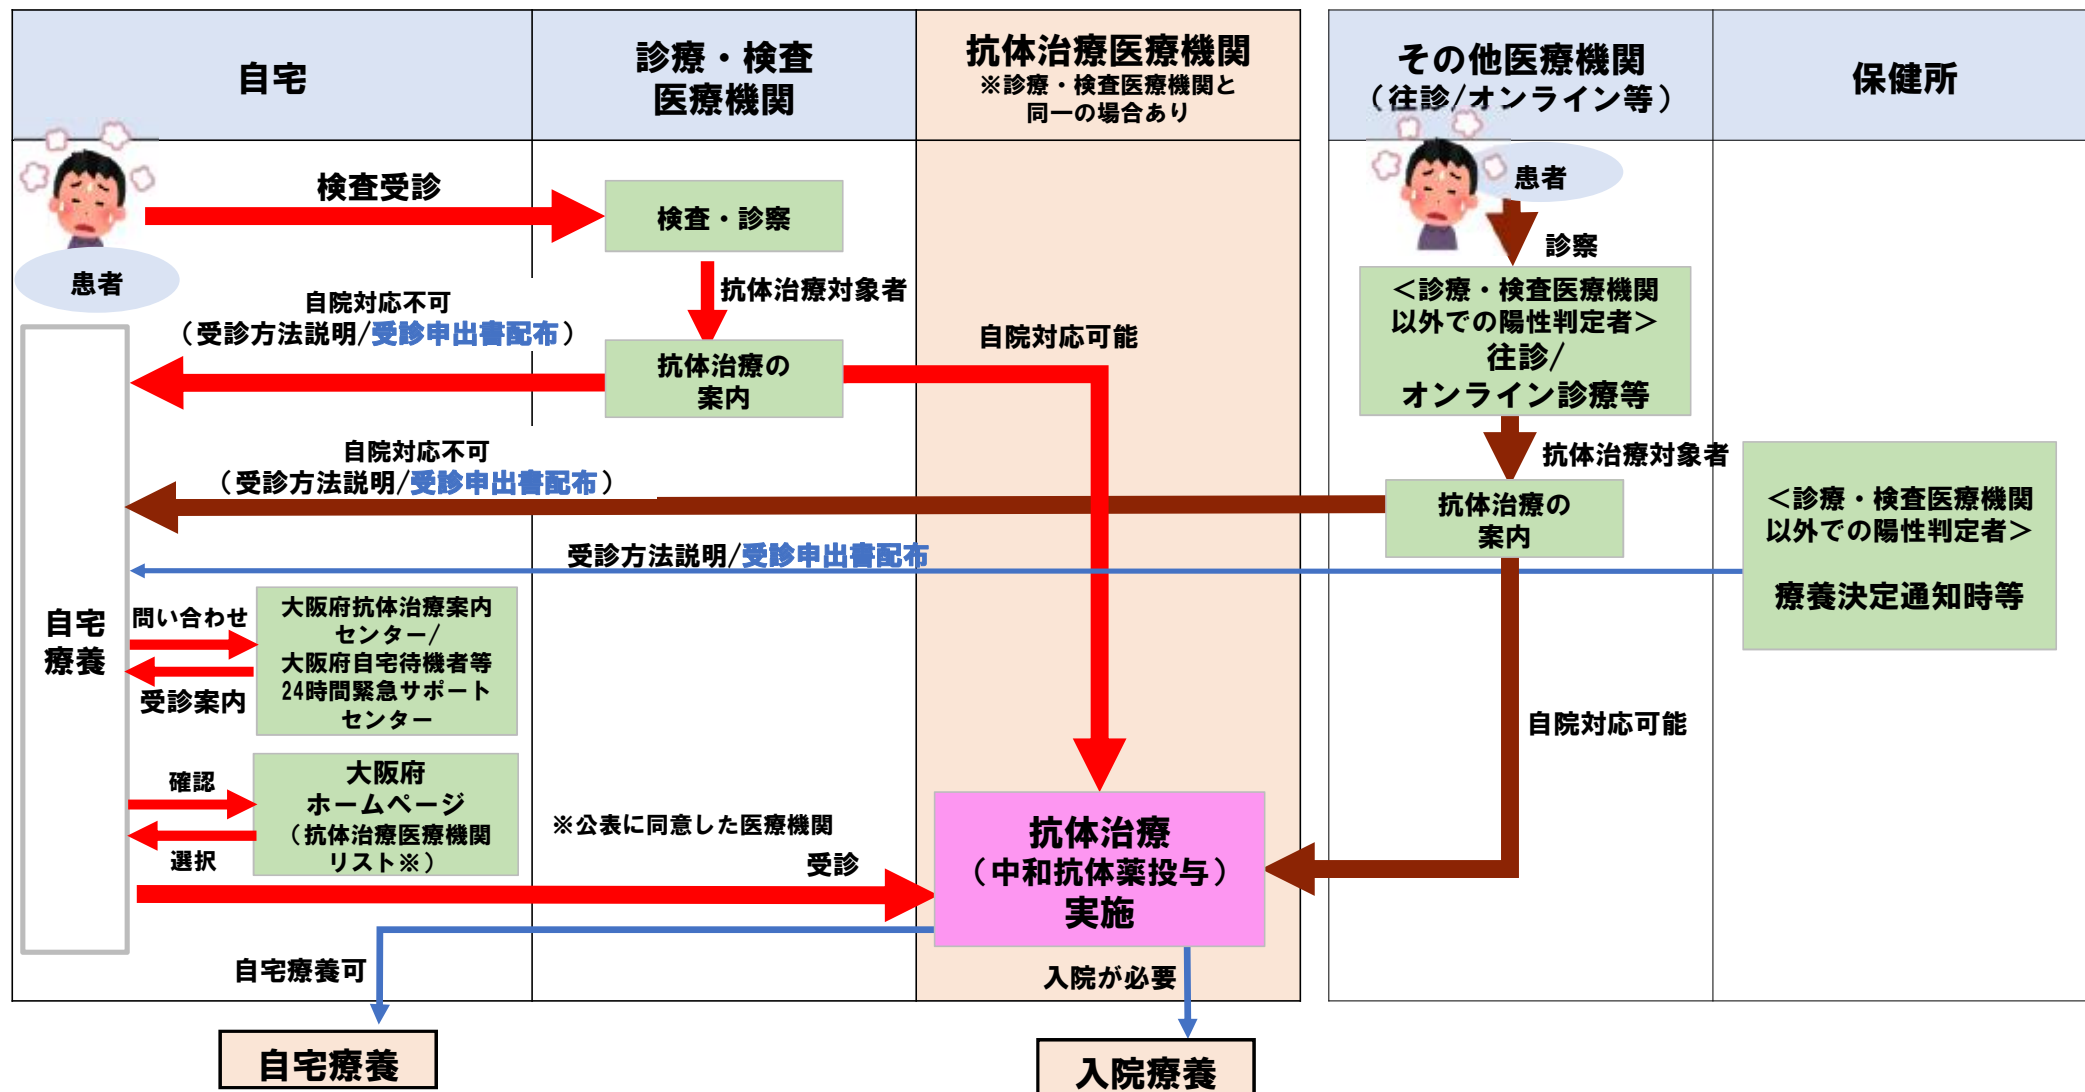 自宅
診療・検査
医療機関
抗体治療医療機関
※診療・検査医療機関と
同一の場合あり
その他医療機関
（往診/オンライン等）
保健所
検査受診
患者
検査・診察
抗体治療対象者
自院対応不可
（受診方法説明/受診申出書配布）
抗体治療の
案内
自院対応可能
患者
診察
＜診療・検査医療機関
以外での陽性判定者＞
往診/
オンライン診療等
抗体治療対象者
自院対応不可
（受診方法説明/受診申出書配布）
抗体治療の
案内
＜診療・検査医療機関
以外での陽性判定者＞
療養決定通知時等
受診方法説明/受診申出書配布
自宅
療養
問い合わせ
受診案内
大阪府抗体治療案内
センター/
大阪府自宅待機者等
24時間緊急サポート
センター
自院対応可能
確認
選択
大阪府
ホームページ
（抗体治療医療機関
リスト※）
※公表に同意した医療機関
受診
抗体治療
（中和抗体薬投与）
実施
自宅療養可
入院が必要
自宅療養
入院療養